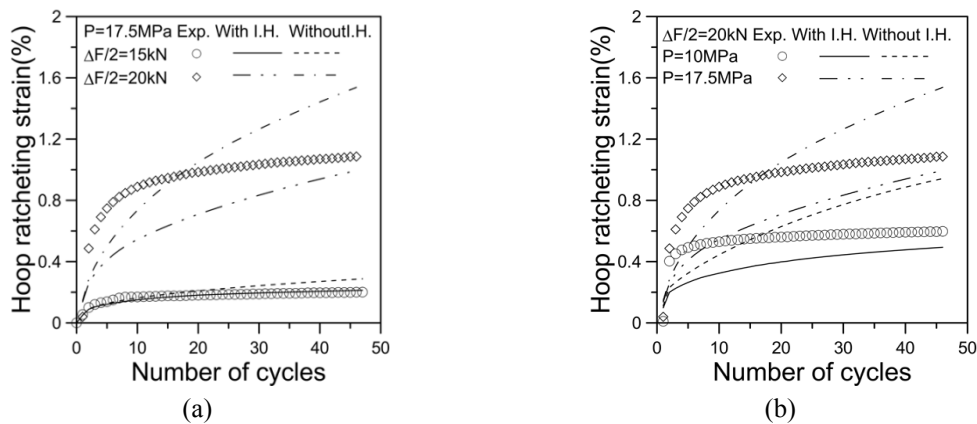 2
P=17.5MPa Exp. With I.H. WithoutI.H.
ΔF/2=15kN
ΔF/2=20kN
1.6
1.2
0.8
0.4
0
0 10 20 30 40 50
Hoop ratcheting strain(%)
Number of cycles
(a)
2
ΔF/2=20kN Exp. With I.H. Without I.H.
P=10MPa
P=17.5MPa
1.6
1.2
0.8
0.4
0
0 10 20 30 40 50
Hoop ratcheting strain(%)
Number of cycles
(b)